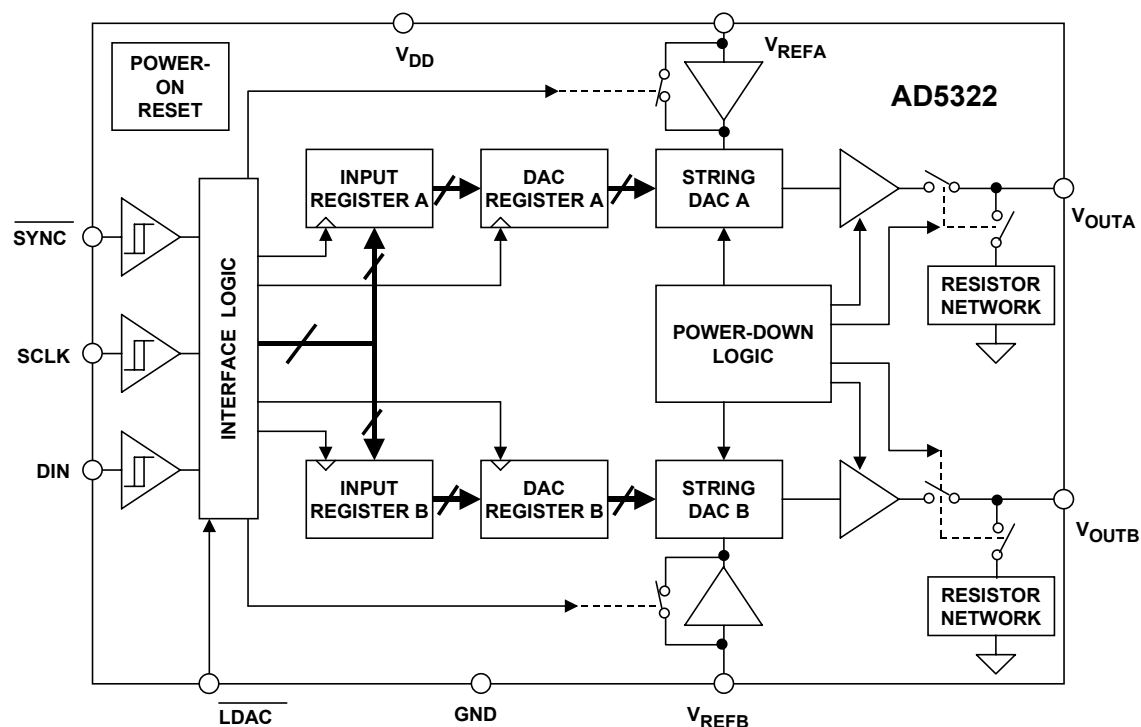 VDD
VREFA
POWER-
ON
RESET
AD5322
INPUT
REGISTER A
DAC
REGISTER A
STRING
DAC A
SYNC
VOUTA
INTERFACE LOGIC
RESISTOR
NETWORK
SCLK
POWER-DOWN
LOGIC
DIN
INPUT
REGISTER B
DAC
REGISTER B
STRING
DAC B
VOUTB
RESISTOR
NETWORK
LDAC
GND
VREFB